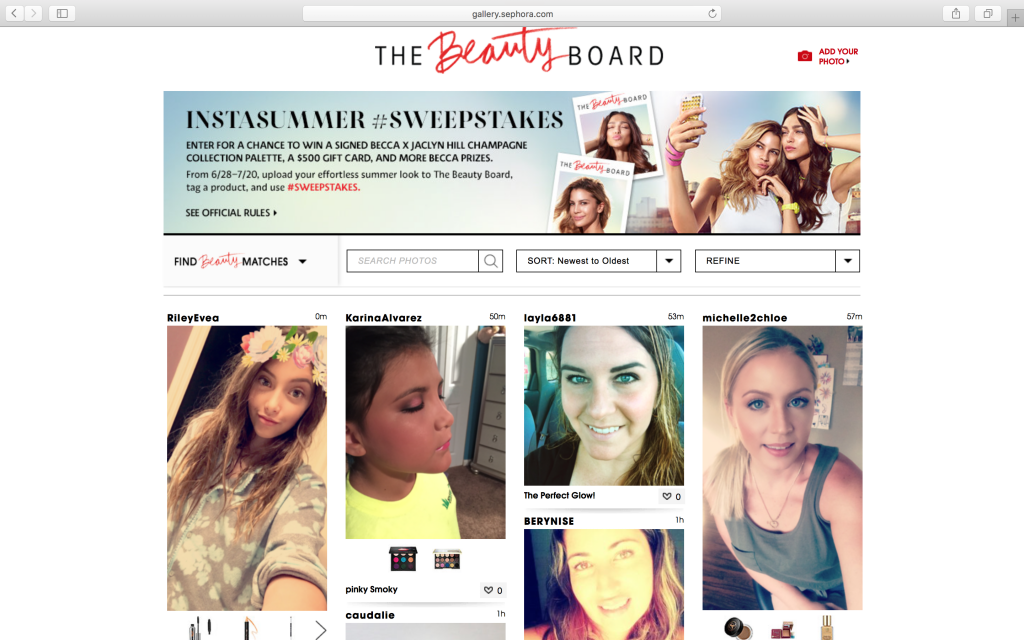 gallery.sephora.com
THE Beauty BOARD
ADD YOUR
PHOTO
INSTASUMMER #SWEEPSTAKES
ENTER FOR A CHANCE TO WIN A SIGNED BECCA X JACLYN HILL CHAMPAGNE
COLLECTION PALETTE, A $500 GIFT CARD, AND MORE BECCA PRIZES.
From 6/28–7/20, upload your effortless summer look to The Beauty Board,
tag a product, and use #SWEEPSTAKES.
SEE OFFICIAL RULES
THE Beauty BOARD
THE Beauty BOARD
FIND Beauty MATCHES
SEARCH PHOTOS
SORT: Newest to Oldest
REFINE
RileyEvea 0m
KarinaAlvarez 50m
layla6881 53m
michelle2chloe 57m
The Perfect Glow! 0
BERYNISE 1h
pinky Smoky 0
caudalie 1h